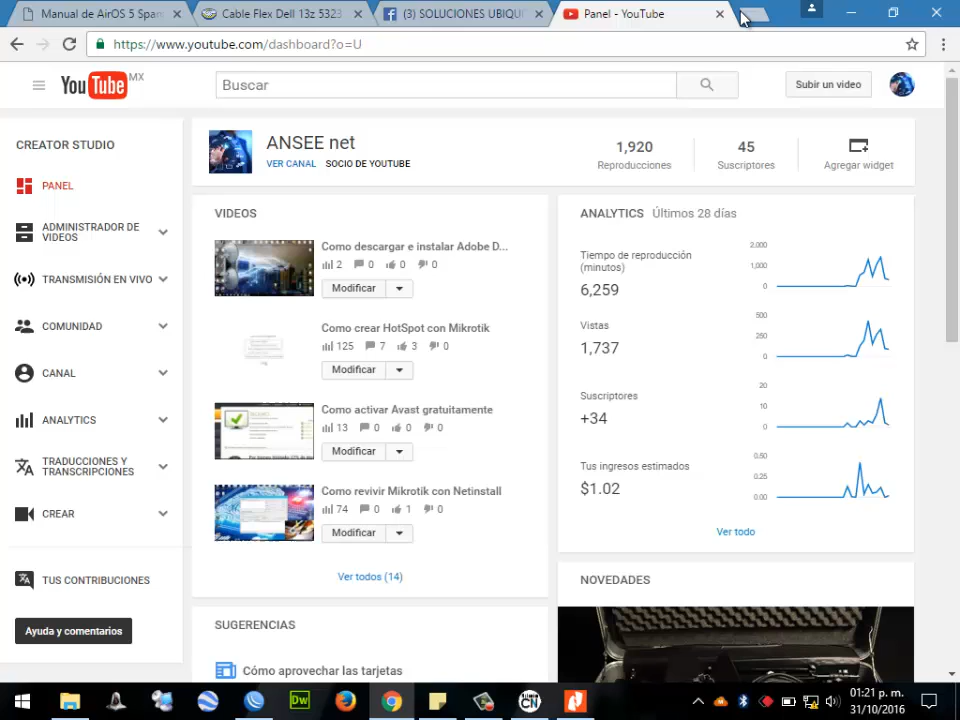 Manual de AirOS 5 Span
Cable Flex Dell 13z 5323
(3) SOLUCIONES UBIQUI
Panel - YouTube
https://www.youtube.com/dashboard?o=U
YouTube MX
Buscar
Subir un video
CREATOR STUDIO
PANEL
ADMINISTRADOR DE
VIDEOS
TRANSMISIÓN EN VIVO
COMUNIDAD
CANAL
ANALYTICS
TRADUCCIONES Y
TRANSCRIPCIONES
CREAR
TUS CONTRIBUCIONES
Ayuda y comentarios
ANSEE net
VER CANAL SOCIO DE YOUTUBE
1,920
Reproducciones
45
Suscriptores
Agregar widget
VIDEOS
Como descargar e instalar Adobe D...
2 0 0 0
Modificar
Como crear HotSpot con Mikrotik
125 7 3 0
Modificar
Como activar Avast gratuitamente
13 0 0 0
Modificar
Como revivir Mikrotik con Netinstall
74 0 1 0
Modificar
Ver todos (14)
SUGERENCIAS
Cómo aprovechar las tarjetas
ANALYTICS Últimos 28 días
Tiempo de reproducción
(minutos)
6,259
2,000
1,000
0
Vistas
1,737
500
250
0
Suscriptores
+34
20
10
0
Tus ingresos estimados
$1.02
0.50
0.25
0.00
Ver todo
NOVEDADES
Dw
CN
01:21 p. m.
31/10/2016